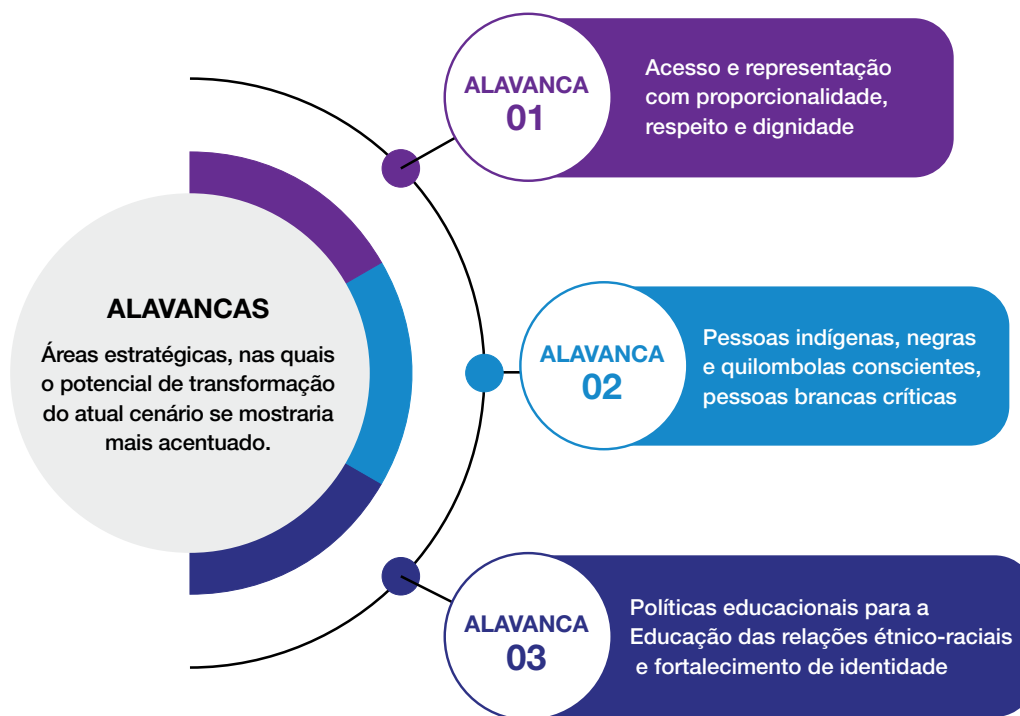 ALAVANCAS
Áreas estratégicas, nas quais
o potencial de transformação
do atual cenário se mostraria
mais acentuado.
ALAVANCA
01
Acesso e representação
com proporcionalidade,
respeito e dignidade
ALAVANCA
02
Pessoas indígenas, negras
e quilombolas conscientes,
pessoas brancas críticas
ALAVANCA
03
Políticas educacionais para a
Educação das relações étnico-raciais
e fortalecimento de identidade